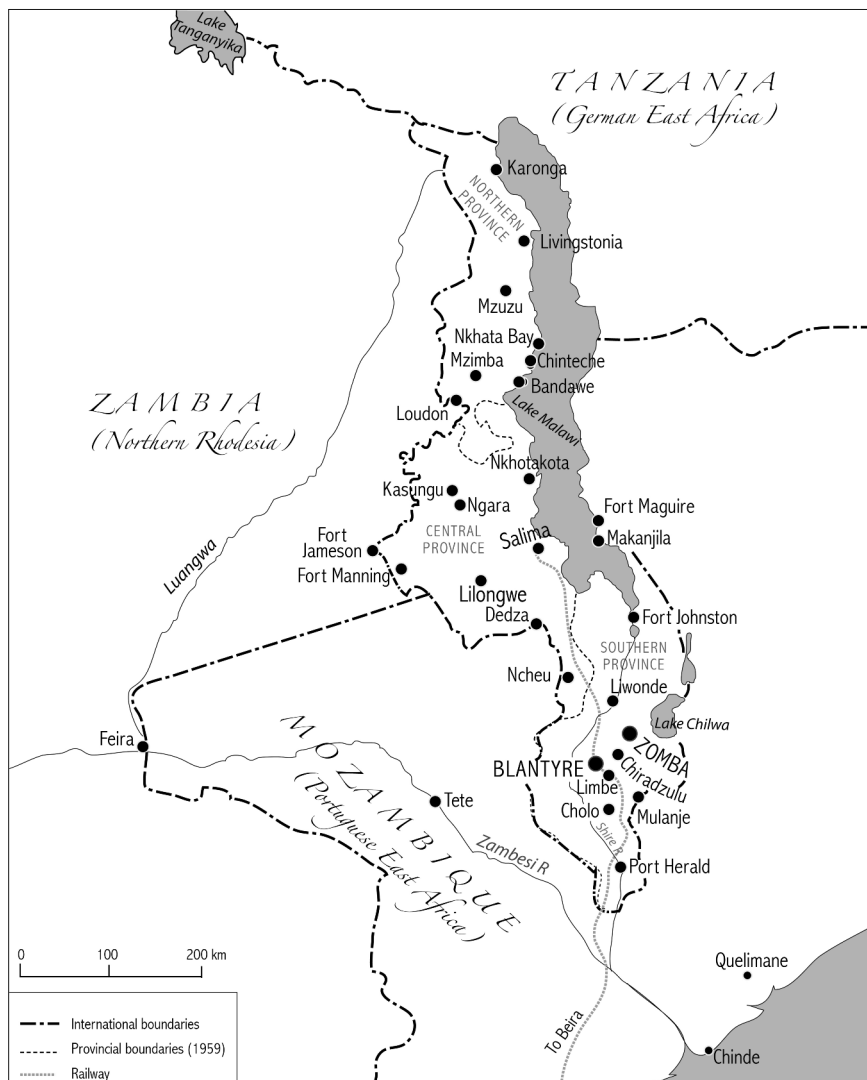 Lake
Tanganyika
TANZANIA
(German East Africa)
Karonga
NORTHERN
PROVINCE
Livingstonia
Mzuzu
Nkhata Bay
Mzimba
Chinteche
Bandawe
ZAMBIA
(Northern Rhodesia)
Loudon
Lake Malawi
Nkhotakota
Kasungu
Ngara
Fort Maguire
CENTRAL
PROVINCE
Salima
Makanjila
Fort
Jameson
Fort Manning
Luangwa
Lilongwe
Dedza
Fort Johnston
SOUTHERN
PROVINCE
Ncheu
Liwonde
Lake Chilwa
Feira
MOZAMBIQUE
(Portuguese East Africa)
ZOMBA
BLANTYRE
Chiradzulu
Limbe
Tete
Cholo
Mulanje
Shire R
Zambesi R
Port Herald
0 100 200 km
Quelimane
To Beira
Chinde
International boundaries
Provincial boundaries (1959)
Railway